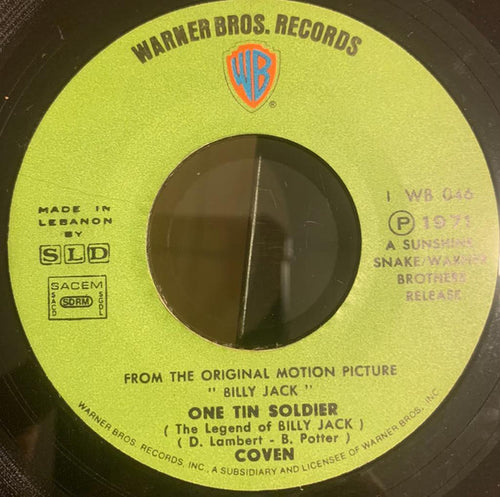 WARNER BROS. RECORDS
WB
®
MADE IN
LEBANON
BY
SLD
SACEM
SACD SDRM SGDL
1 WB 046
Ⓟ 1971
A SUNSHINE
SNAKE/WARNER
BROTHERS
RELEASE
FROM THE ORIGINAL MOTION PICTURE
" BILLY JACK "
ONE TIN SOLDIER
( The Legend of BILLY JACK )
( D. Lambert - B. Potter )
COVEN
WARNER BROS. RECORDS, INC., A SUBSIDIARY AND LICENSEE OF WARNER BROS. INC.